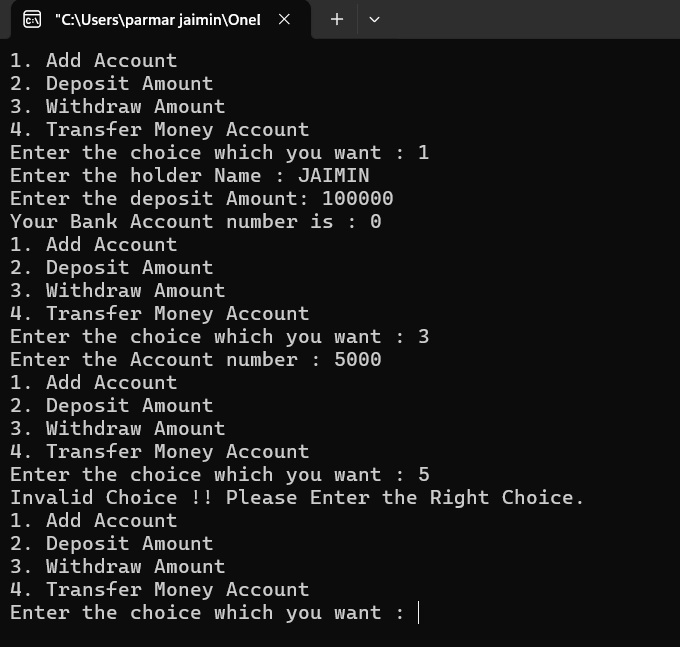 "C:\Users\parmar jaimin\Onel
1. Add Account
2. Deposit Amount
3. Withdraw Amount
4. Transfer Money Account
Enter the choice which you want : 1
Enter the holder Name : JAIMIN
Enter the deposit Amount: 100000
Your Bank Account number is : 0
1. Add Account
2. Deposit Amount
3. Withdraw Amount
4. Transfer Money Account
Enter the choice which you want : 3
Enter the Account number : 5000
1. Add Account
2. Deposit Amount
3. Withdraw Amount
4. Transfer Money Account
Enter the choice which you want : 5
Invalid Choice !! Please Enter the Right Choice.
1. Add Account
2. Deposit Amount
3. Withdraw Amount
4. Transfer Money Account
Enter the choice which you want :